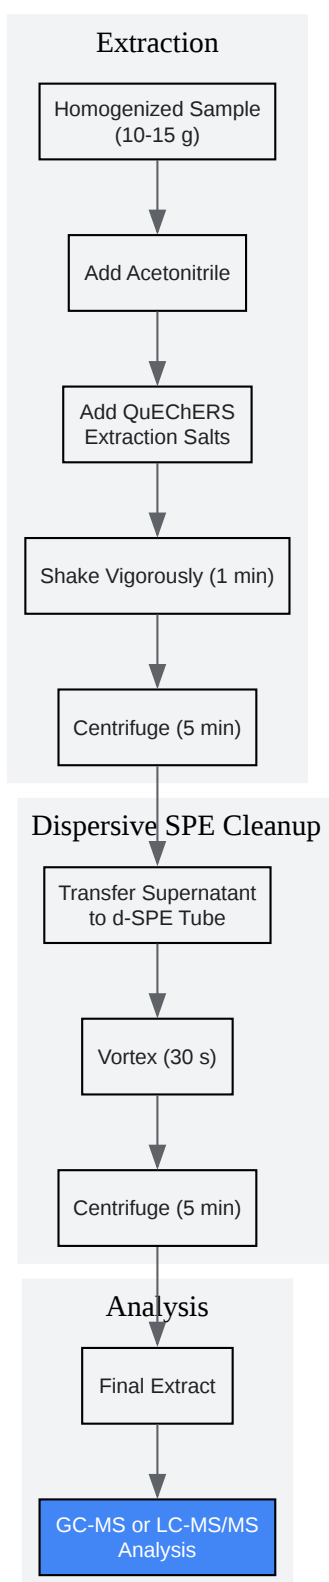 Extraction
Homogenized Sample
(10-15 g)
Add Acetonitrile
Add QuEChERS
Extraction Salts
Shake Vigorously (1 min)
Centrifuge (5 min)
Dispersive SPE Cleanup
Transfer Supernatant
to d-SPE Tube
Vortex (30 s)
Centrifuge (5 min)
Analysis
Final Extract
GC-MS or LC-MS/MS
Analysis